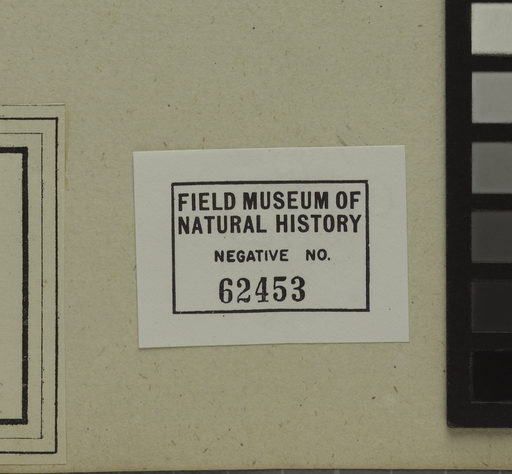 FIELD MUSEUM OF
NATURAL HISTORY
NEGATIVE NO.
62453